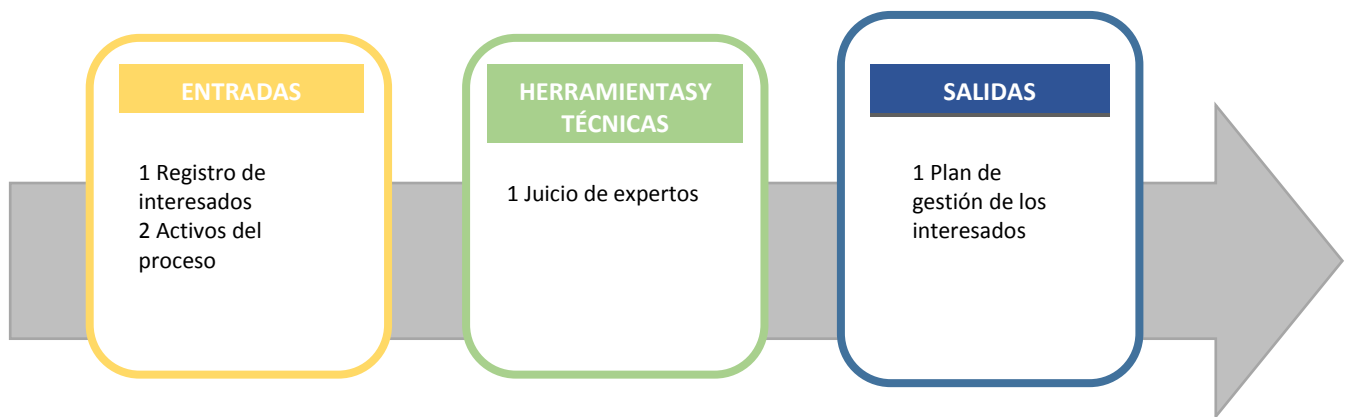 ENTRADAS
1 Registro de
interesados
2 Activos del
proceso
HERRAMIENTASY
TÉCNICAS
1 Juicio de expertos
SALIDAS
1 Plan de
gestión de los
interesados